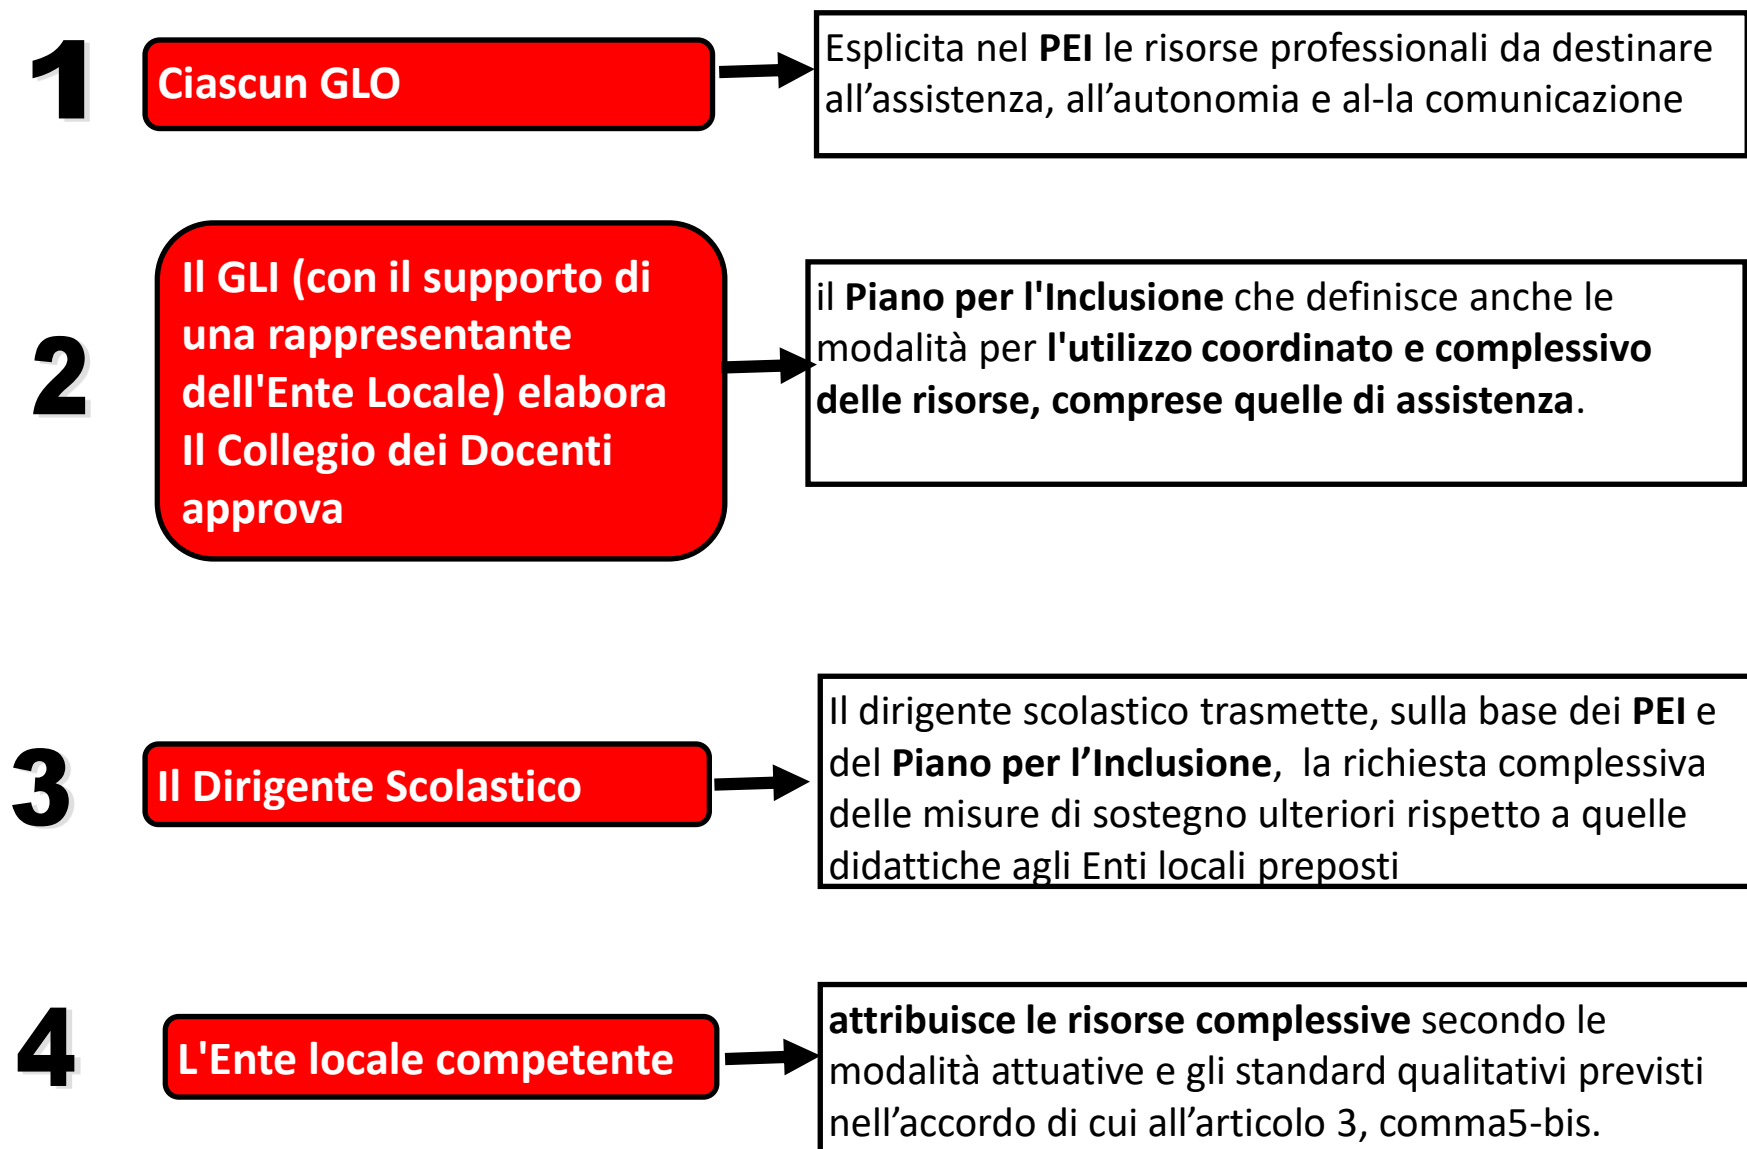 1
Ciascun GLO
Esplicita nel PEI le risorse professionali da destinare
all’assistenza, all’autonomia e al-la comunicazione
2
Il GLI (con il supporto di
una rappresentante
dell'Ente Locale) elabora
Il Collegio dei Docenti
approva
il Piano per l'Inclusione che definisce anche le
modalità per l'utilizzo coordinato e complessivo
delle risorse, comprese quelle di assistenza.
3
Il Dirigente Scolastico
Il dirigente scolastico trasmette, sulla base dei PEI e
del Piano per l’Inclusione, la richiesta complessiva
delle misure di sostegno ulteriori rispetto a quelle
didattiche agli Enti locali preposti
4
L'Ente locale competente
attribuisce le risorse complessive secondo le
modalità attuative e gli standard qualitativi previsti
nell’accordo di cui all’articolo 3, comma5-bis.